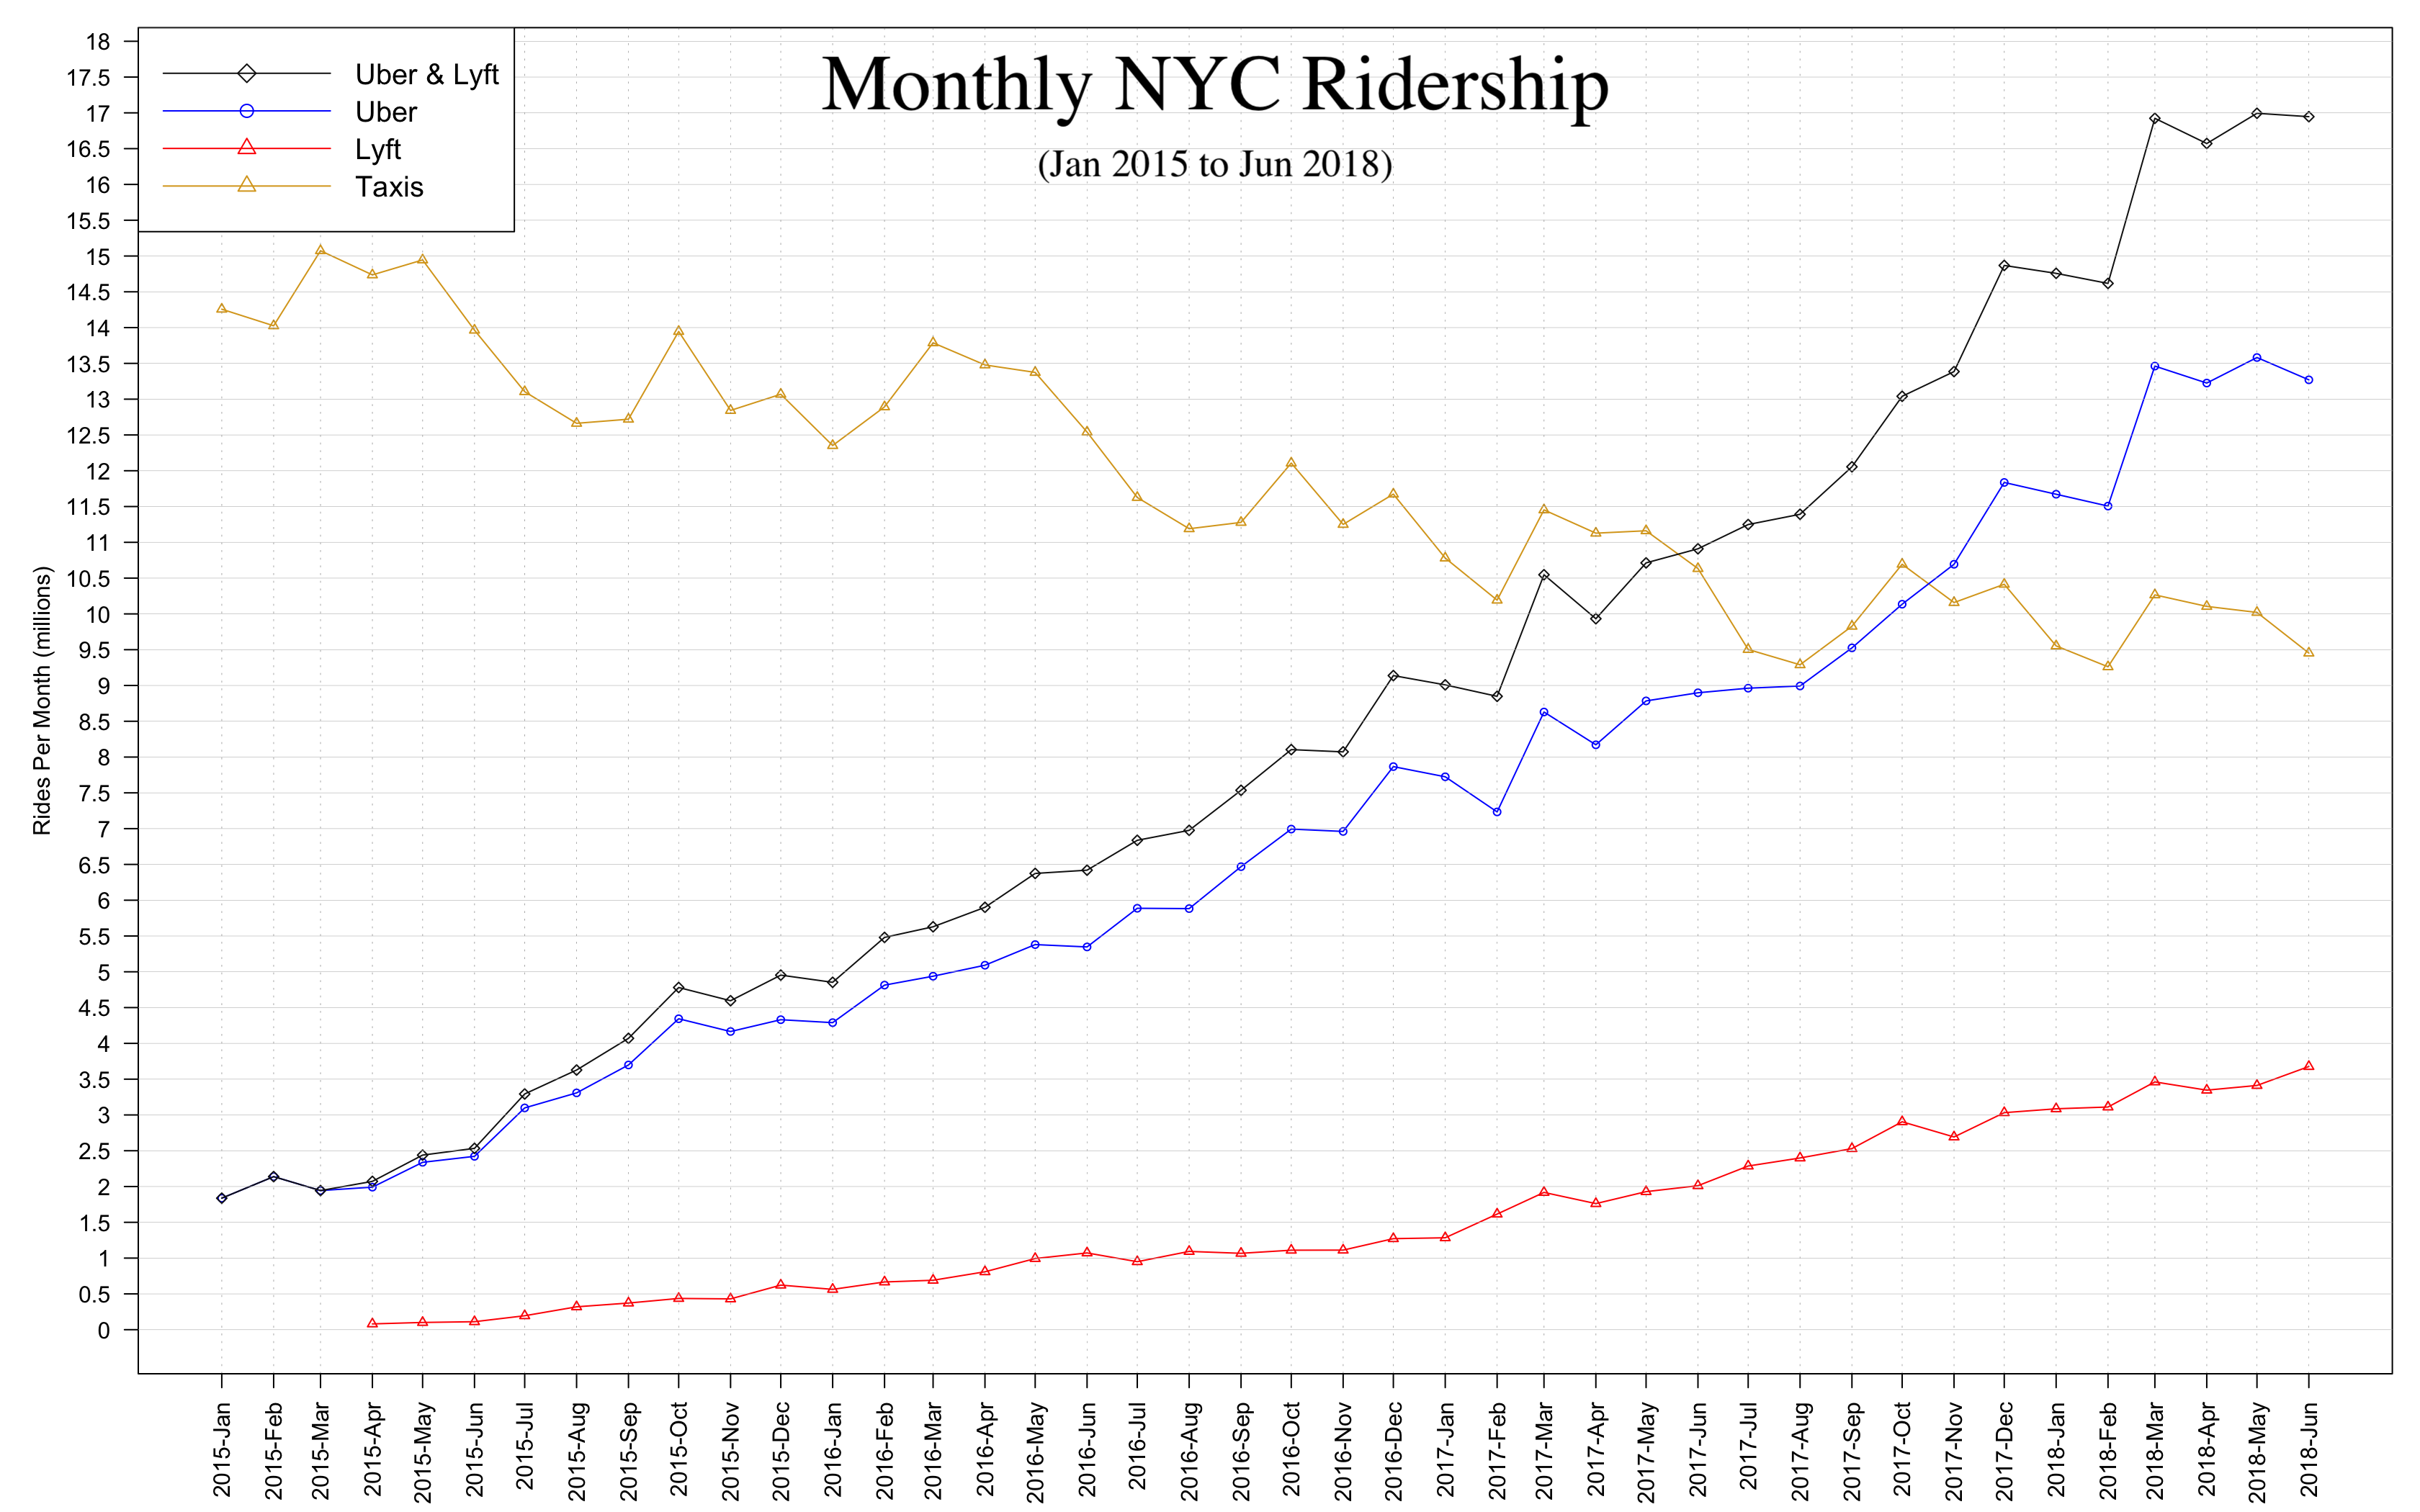 Monthly NYC Ridership
(Jan 2015 to Jun 2018)
Uber & Lyft
Uber
Lyft
Taxis
Rides Per Month (millions)
18
17.5
17
16.5
16
15.5
15
14.5
14
13.5
13
12.5
12
11.5
11
10.5
10
9.5
9
8.5
8
7.5
7
6.5
6
5.5
5
4.5
4
3.5
3
2.5
2
1.5
1
0.5
0
2015-Jan
2015-Feb
2015-Mar
2015-Apr
2015-May
2015-Jun
2015-Jul
2015-Aug
2015-Sep
2015-Oct
2015-Nov
2015-Dec
2016-Jan
2016-Feb
2016-Mar
2016-Apr
2016-May
2016-Jun
2016-Jul
2016-Aug
2016-Sep
2016-Oct
2016-Nov
2016-Dec
2017-Jan
2017-Feb
2017-Mar
2017-Apr
2017-May
2017-Jun
2017-Jul
2017-Aug
2017-Sep
2017-Oct
2017-Nov
2017-Dec
2018-Jan
2018-Feb
2018-Mar
2018-Apr
2018-May
2018-Jun